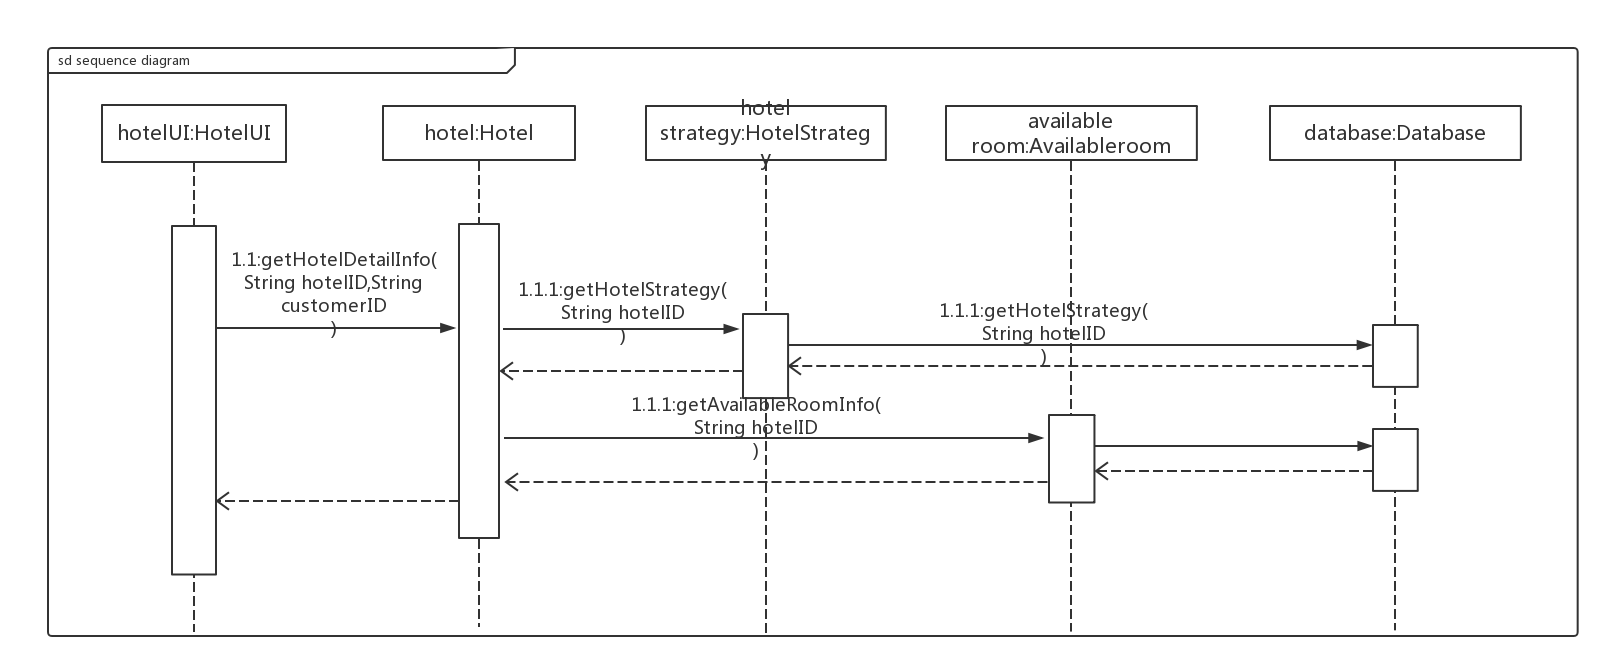 sd sequence diagram
hotelUI:HotelUI
hotel:Hotel
hotel
strategy:HotelStrateg
y
available
room:Availableroom
database:Database
1.1:getHotelDetailInfo(
String hotelID,String
customerID
)
1.1.1:getHotelStrategy(
String hotelID
)
1.1.1:getHotelStrategy(
String hotelID
)
1.1.1:getAvailableRoomInfo(
String hotelID
)